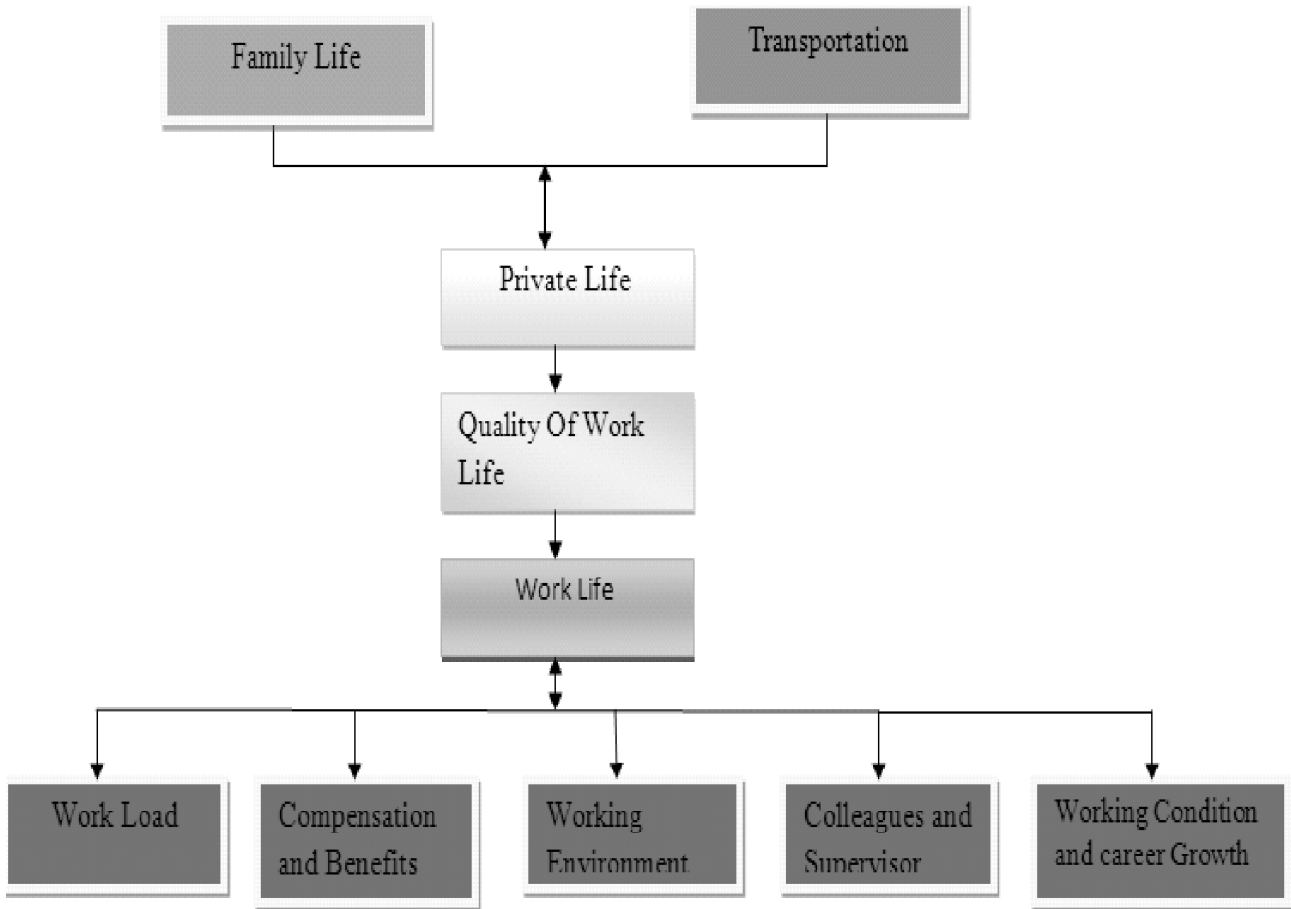 Family Life
Transportation
Private Life
Quality Of Work
Life
Work Life
Work Load
Compensation
and Benefits
Working
Environment
Colleagues and
Supervisor
Working Condition
and career Growth